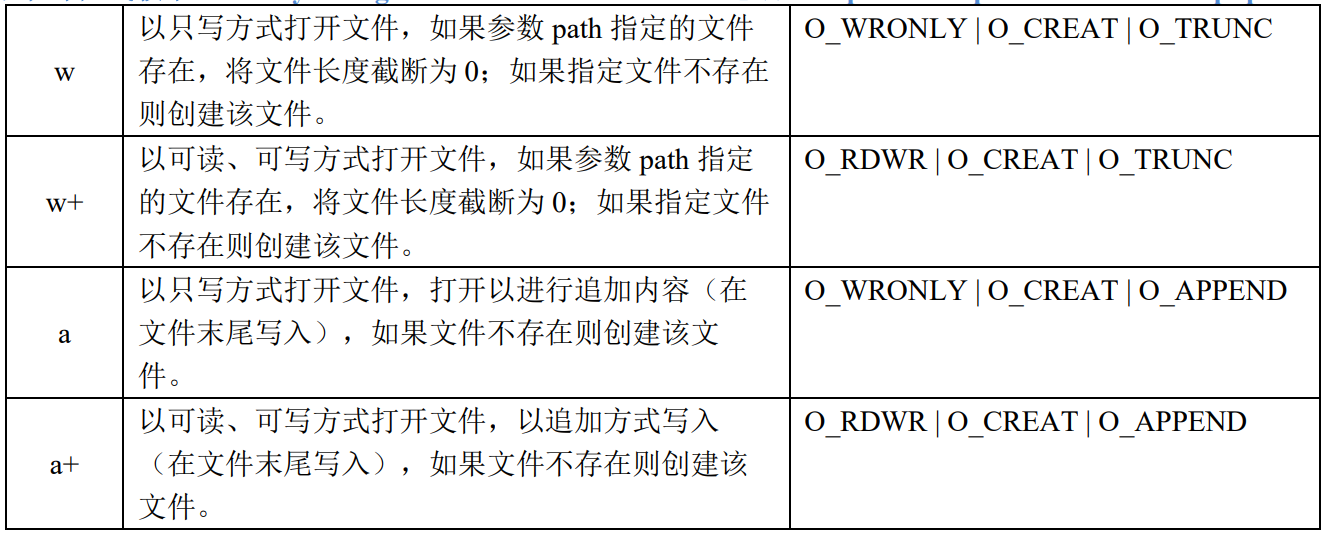 w
以只写方式打开文件，如果参数 path 指定的文件
存在，将文件长度截断为 0；如果指定文件不存在
则创建该文件。
O_WRONLY | O_CREAT | O_TRUNC
w+
以可读、可写方式打开文件，如果参数 path 指定
的文件存在，将文件长度截断为 0；如果指定文件
不存在则创建该文件。
O_RDWR | O_CREAT | O_TRUNC
a
以只写方式打开文件，打开以进行追加内容（在
文件末尾写入），如果文件不存在则创建该文
件。
O_WRONLY | O_CREAT | O_APPEND
a+
以可读、可写方式打开文件，以追加方式写入
（在文件末尾写入），如果文件不存在则创建该
文件。
O_RDWR | O_CREAT | O_APPEND